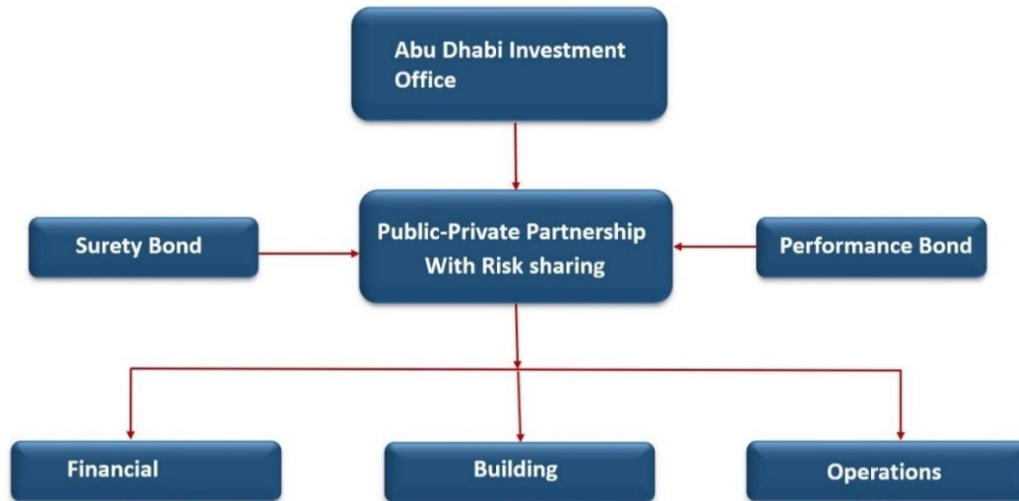 Abu Dhabi Investment
Office
Surety Bond
Public-Private Partnership
With Risk sharing
Performance Bond
Financial
Building
Operations